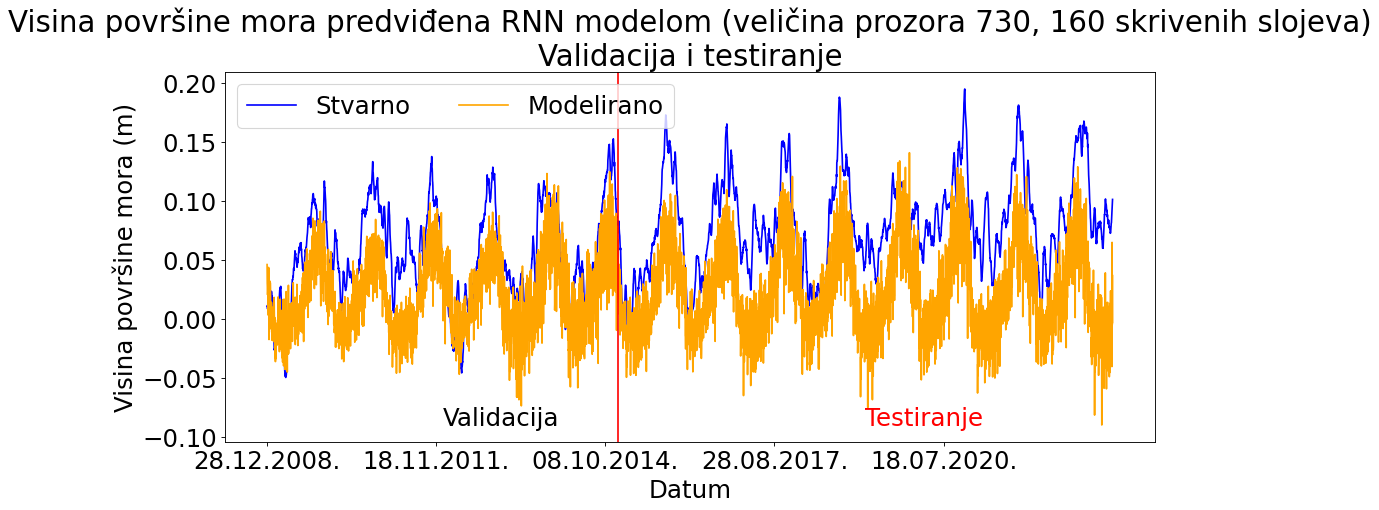 Visina površine mora predviđena RNN modelom (veličina prozora 730, 160 skrivenih slojeva)
Validacija i testiranje
Stvarno
Modelirano
Visina površine mora (m)
0.20
0.15
0.10
0.05
0.00
−0.05
−0.10
Validacija
Testiranje
28.12.2008.
18.11.2011.
08.10.2014.
28.08.2017.
18.07.2020.
Datum